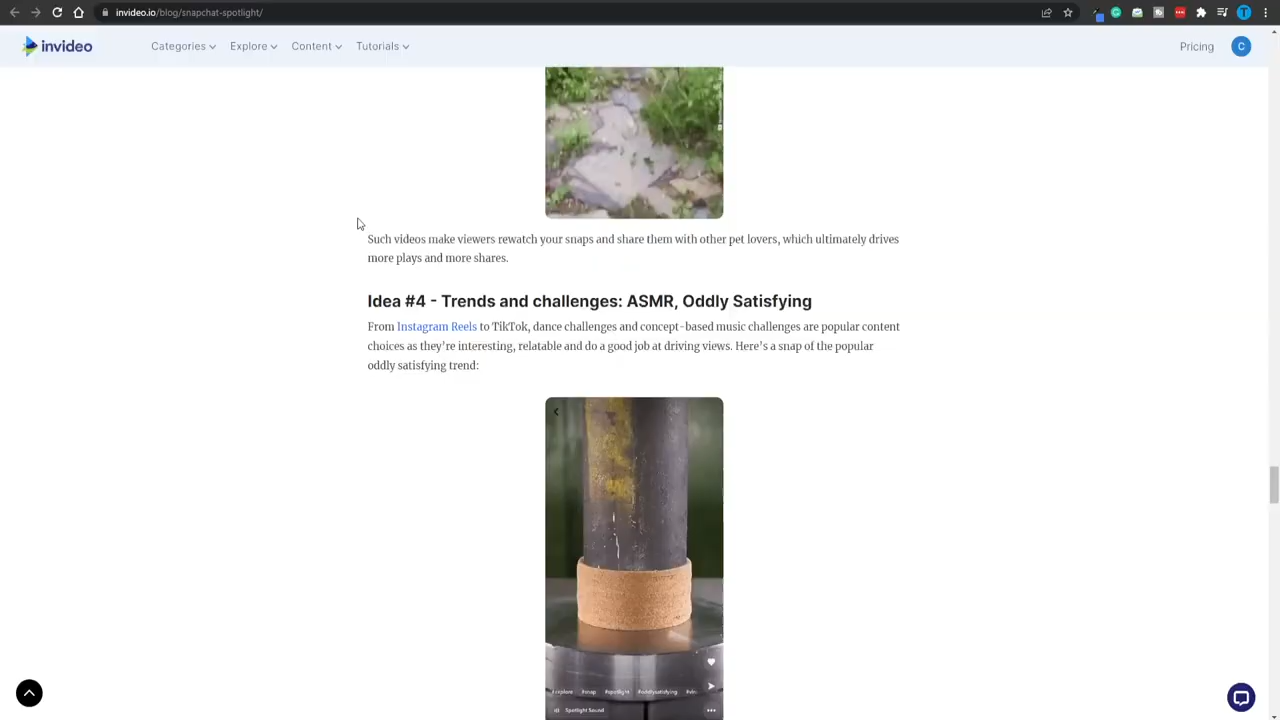 invideo.io/blog/snapchat-spotlight/
T
invideo
Categories
Explore
Content
Tutorials
Pricing
C
Such videos make viewers rewatch your snaps and share them with other pet lovers, which ultimately drives
more plays and more shares.
Idea #4 - Trends and challenges: ASMR, Oddly Satisfying
From Instagram Reels to TikTok, dance challenges and concept-based music challenges are popular content
choices as they're interesting, relatable and do a good job at driving views. Here's a snap of the popular
oddly satisfying trend:
#explore #snap #spotlight #oddlysatisfying
Spotlight Sound